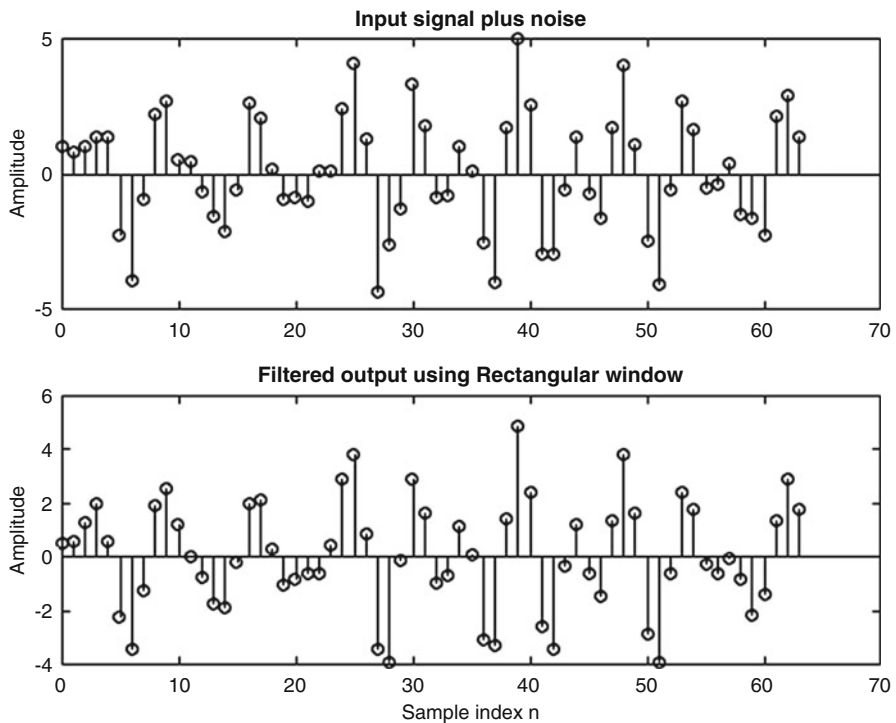 Input signal plus noise
5
0
-5
Amplitude
0 10 20 30 40 50 60 70
Filtered output using Rectangular window
6
4
2
0
-2
-4
Amplitude
0 10 20 30 40 50 60 70
Sample index n